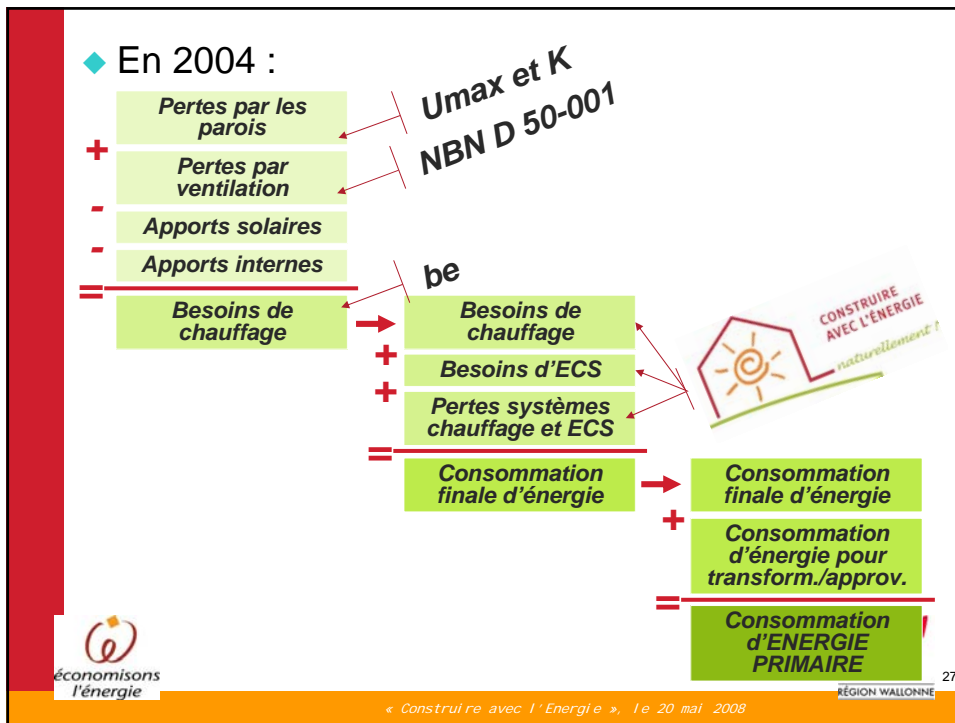 En 2004 :
Umax et K
NBN D 50-001
Pertes par les
parois
+
Pertes par
ventilation
-
Apports solaires
-
Apports internes
=
be
Besoins de
chauffage
Besoins de
chauffage
+
Besoins d'ECS
+
Pertes systèmes
chauffage et ECS
=
Consommation
finale d'énergie
CONSTRUIRE
AVEC L'ÉNERGIE
naturellement !
Consommation
finale d'énergie
+
Consommation
d'énergie pour
transform./approv.
=
Consommation
d'ENERGIE
PRIMAIRE
économisons
l'énergie
RÉGION WALLONNE
27
« Construire avec l'Energie », le 20 mai 2008